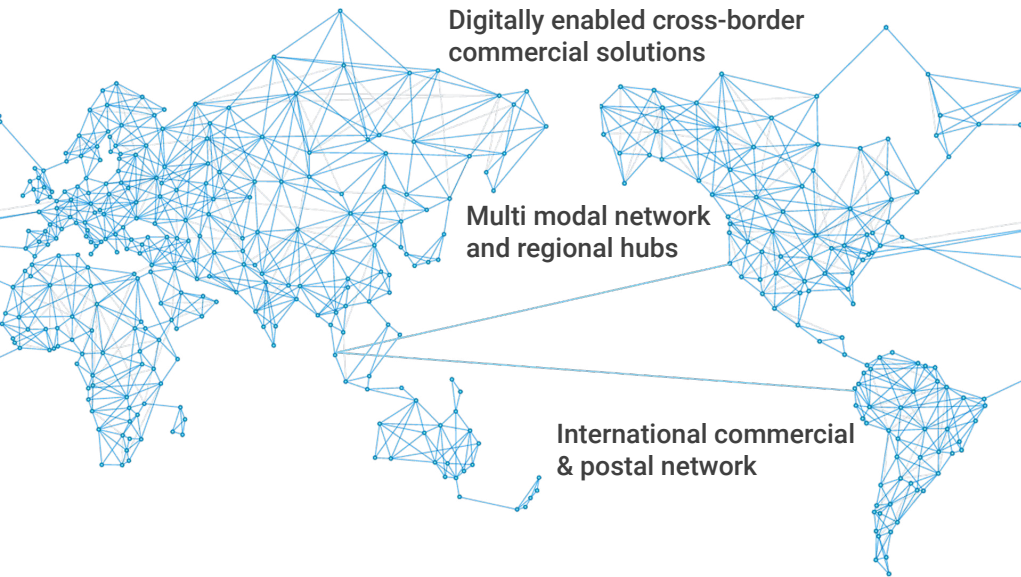 Digitally enabled cross-border
commercial solutions
Multi modal network
and regional hubs
International commercial
& postal network